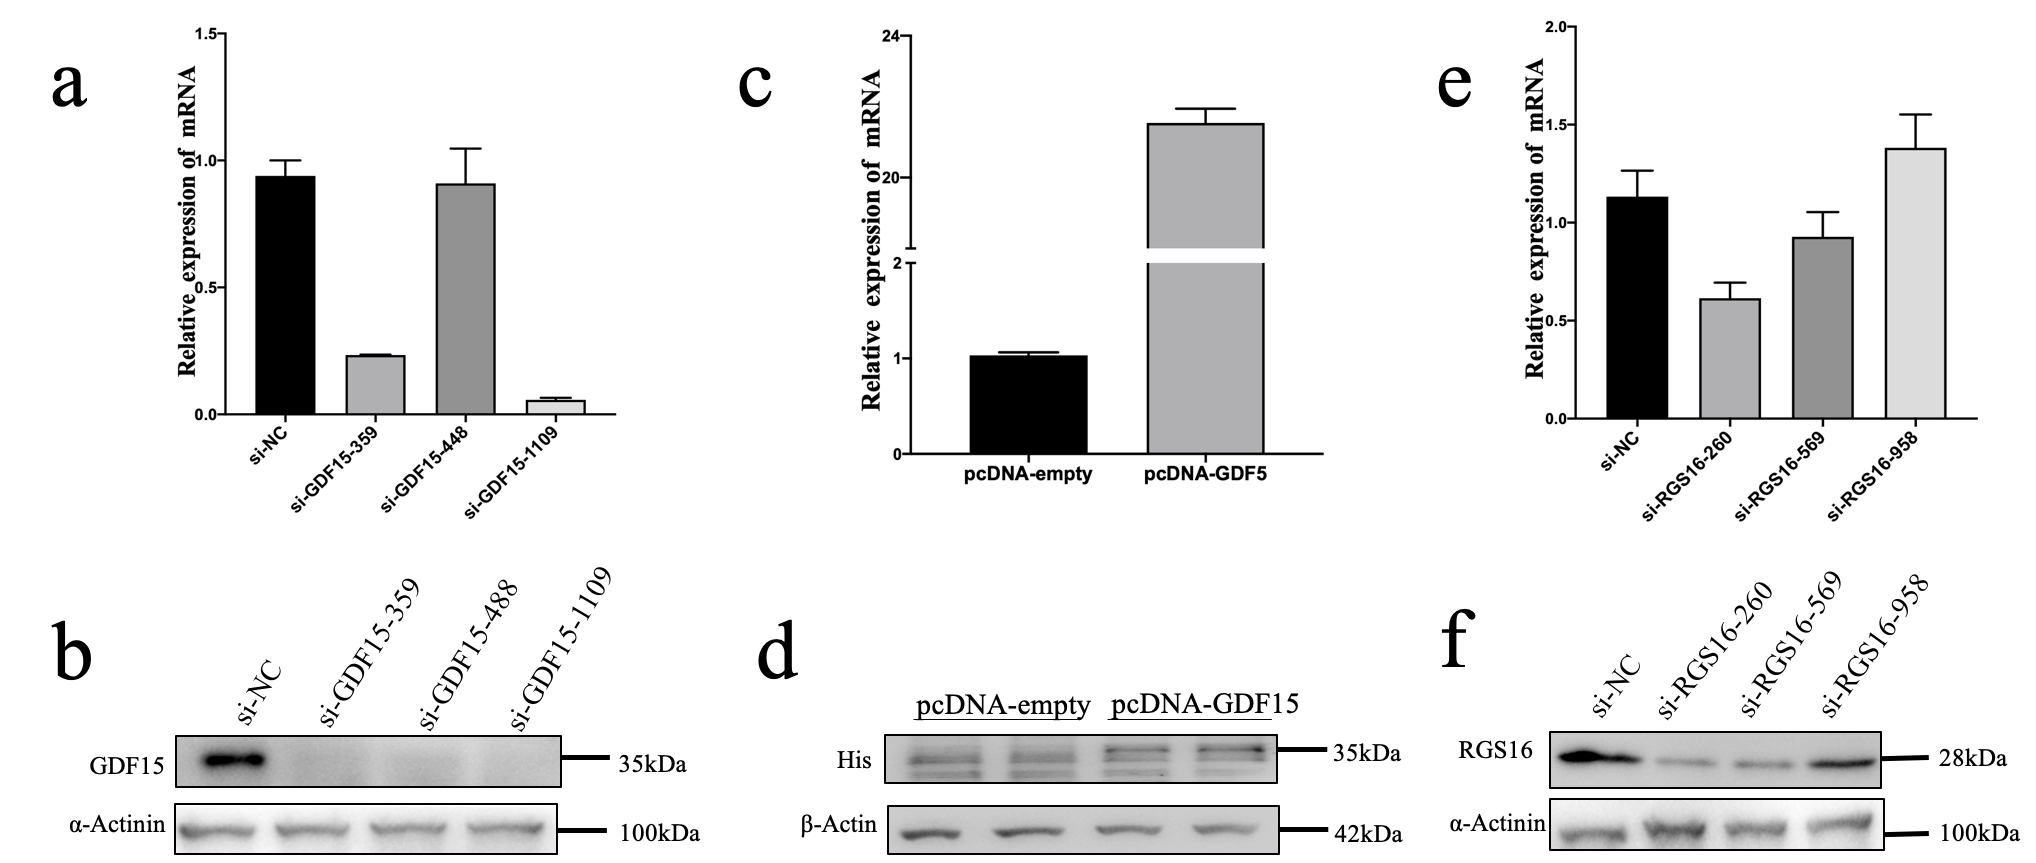 a
Relative expression of mRNA
1.5
1.0
0.5
0.0
si-NC
si-GDF15-359
si-GDF15-448
si-GDF15-1109
c
Relative expression of mRNA
24
20
2
1
0
pcDNA-empty
pcDNA-GDF5
e
Relative expression of mRNA
2.0
1.5
1.0
0.5
0.0
si-NC
si-RGS16-260
si-RGS16-569
si-RGS16-958
b
si-NC
si-GDF15-359
si-GDF15-488
si-GDF15-1109
GDF15
35kDa
α-Actinin
100kDa
d
pcDNA-empty
pcDNA-GDF15
His
35kDa
β-Actin
42kDa
f
si-NC
si-RGS16-260
si-RGS16-569
si-RGS16-958
RGS16
28kDa
α-Actinin
100kDa